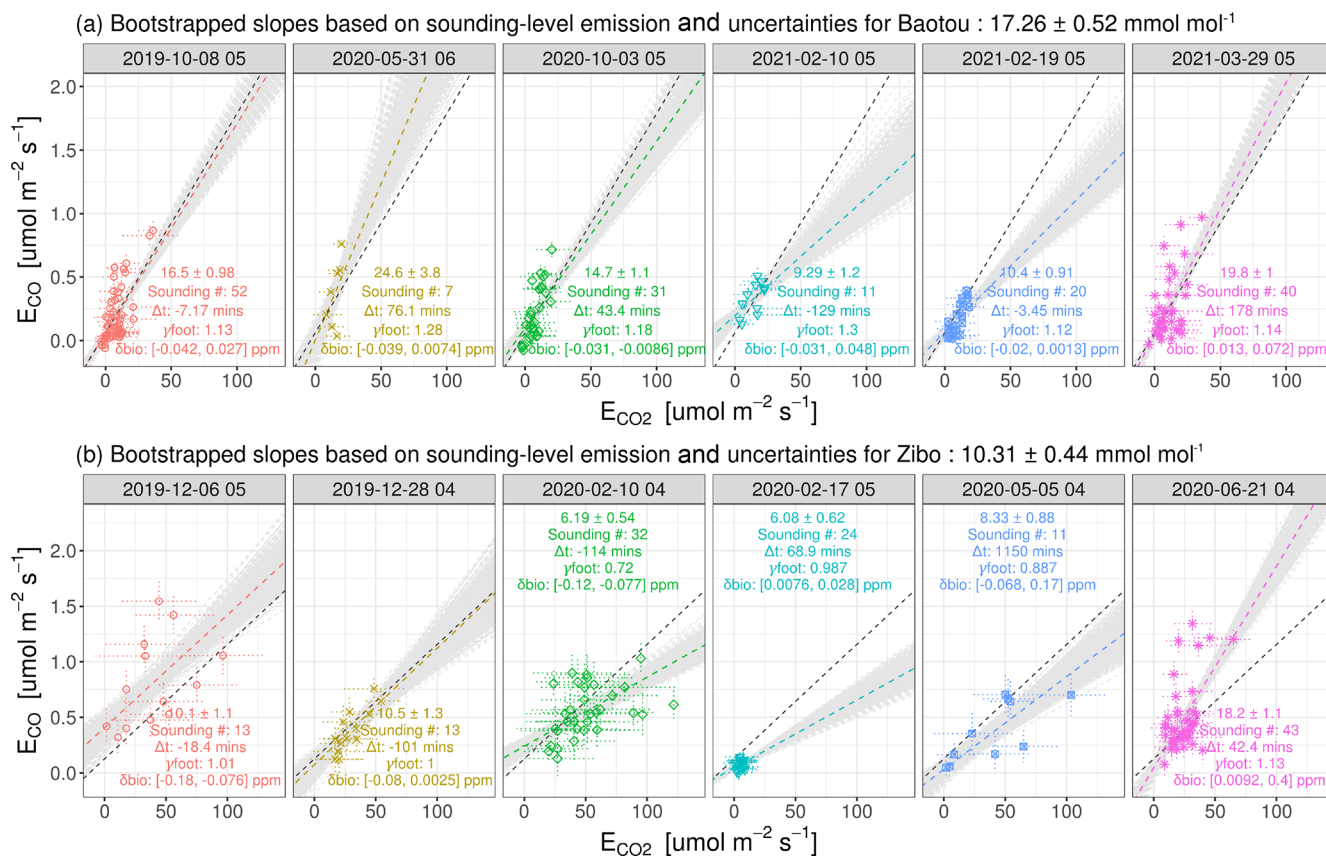 (a) Bootstrapped slopes based on sounding-level emission and uncertainties for Baotou : 17.26 ± 0.52 mmol mol⁻¹
2019-10-08 05
2020-05-31 06
2020-10-03 05
2021-02-10 05
2021-02-19 05
2021-03-29 05
E_CO [umol m⁻² s⁻¹]
2.0
1.5
1.0
0.5
0.0
16.5 ± 0.98
Sounding #: 52
Δt: -7.17 mins
γfoot: 1.13
δbio: [-0.042, 0.027] ppm
24.6 ± 3.8
Sounding #: 7
Δt: 76.1 mins
γfoot: 1.28
δbio: [-0.039, 0.0074] ppm
14.7 ± 1.1
Sounding #: 31
Δt: 43.4 mins
γfoot: 1.18
δbio: [-0.031, -0.0086] ppm
9.29 ± 1.2
Sounding #: 11
Δt: -129 mins
γfoot: 1.3
δbio: [-0.031, 0.048] ppm
10.4 ± 0.91
Sounding #: 20
Δt: -3.45 mins
γfoot: 1.12
δbio: [-0.02, 0.0013] ppm
19.8 ± 1
Sounding #: 40
Δt: 178 mins
γfoot: 1.14
δbio: [0.013, 0.072] ppm
0 50 100 0 50 100 0 50 100 0 50 100 0 50 100 0 50 100
E_CO2 [umol m⁻² s⁻¹]
(b) Bootstrapped slopes based on sounding-level emission and uncertainties for Zibo : 10.31 ± 0.44 mmol mol⁻¹
2019-12-06 05
2019-12-28 04
2020-02-10 04
2020-02-17 05
2020-05-05 04
2020-06-21 04
E_CO [umol m⁻² s⁻¹]
2.0
1.5
1.0
0.5
0.0
10.1 ± 1.1
Sounding #: 13
Δt: -18.4 mins
γfoot: 1.01
δbio: [-0.18, -0.076] ppm
10.5 ± 1.3
Sounding #: 13
Δt: -101 mins
γfoot: 1
δbio: [-0.08, 0.0025] ppm
6.19 ± 0.54
Sounding #: 32
Δt: -114 mins
γfoot: 0.72
δbio: [-0.12, -0.077] ppm
6.08 ± 0.62
Sounding #: 24
Δt: 68.9 mins
γfoot: 0.987
δbio: [0.0076, 0.028] ppm
8.33 ± 0.88
Sounding #: 11
Δt: 1150 mins
γfoot: 0.887
δbio: [-0.068, 0.17] ppm
18.2 ± 1.1
Sounding #: 43
Δt: 42.4 mins
γfoot: 1.13
δbio: [0.0092, 0.4] ppm
0 50 100 0 50 100 0 50 100 0 50 100 0 50 100 0 50 100
E_CO2 [umol m⁻² s⁻¹]